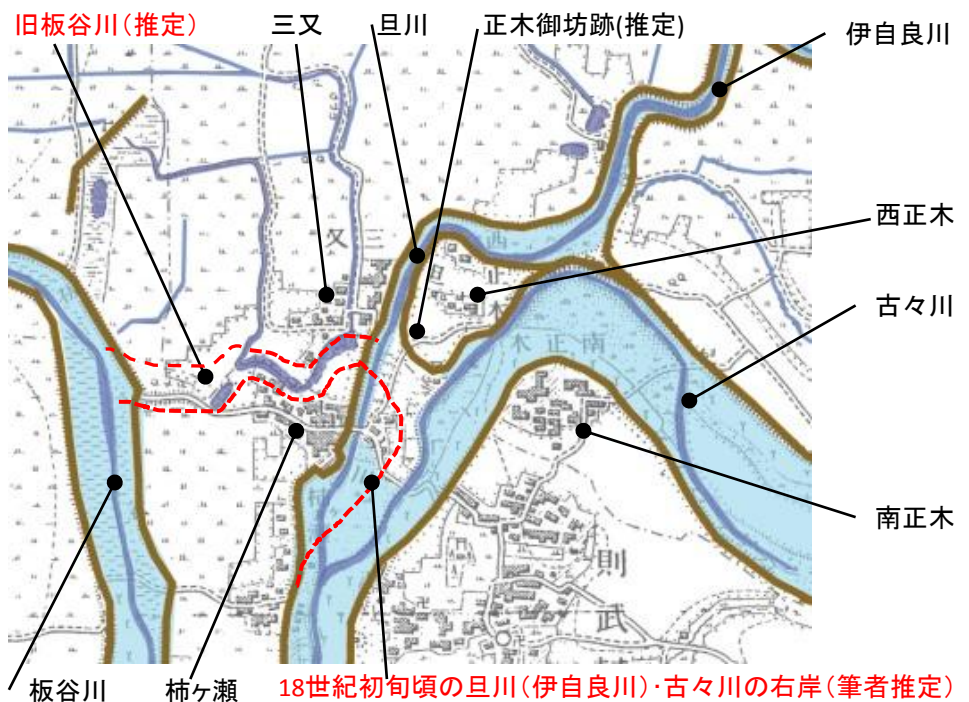 旧板谷川(推定)
三又
旦川
正木御坊跡(推定)
伊自良川
西正木
古々川
南正木
板谷川
柿ヶ瀬
18世紀初旬頃の旦川(伊自良川)・古々川の右岸(筆者推定)
又三
西
木
木正南
則
武